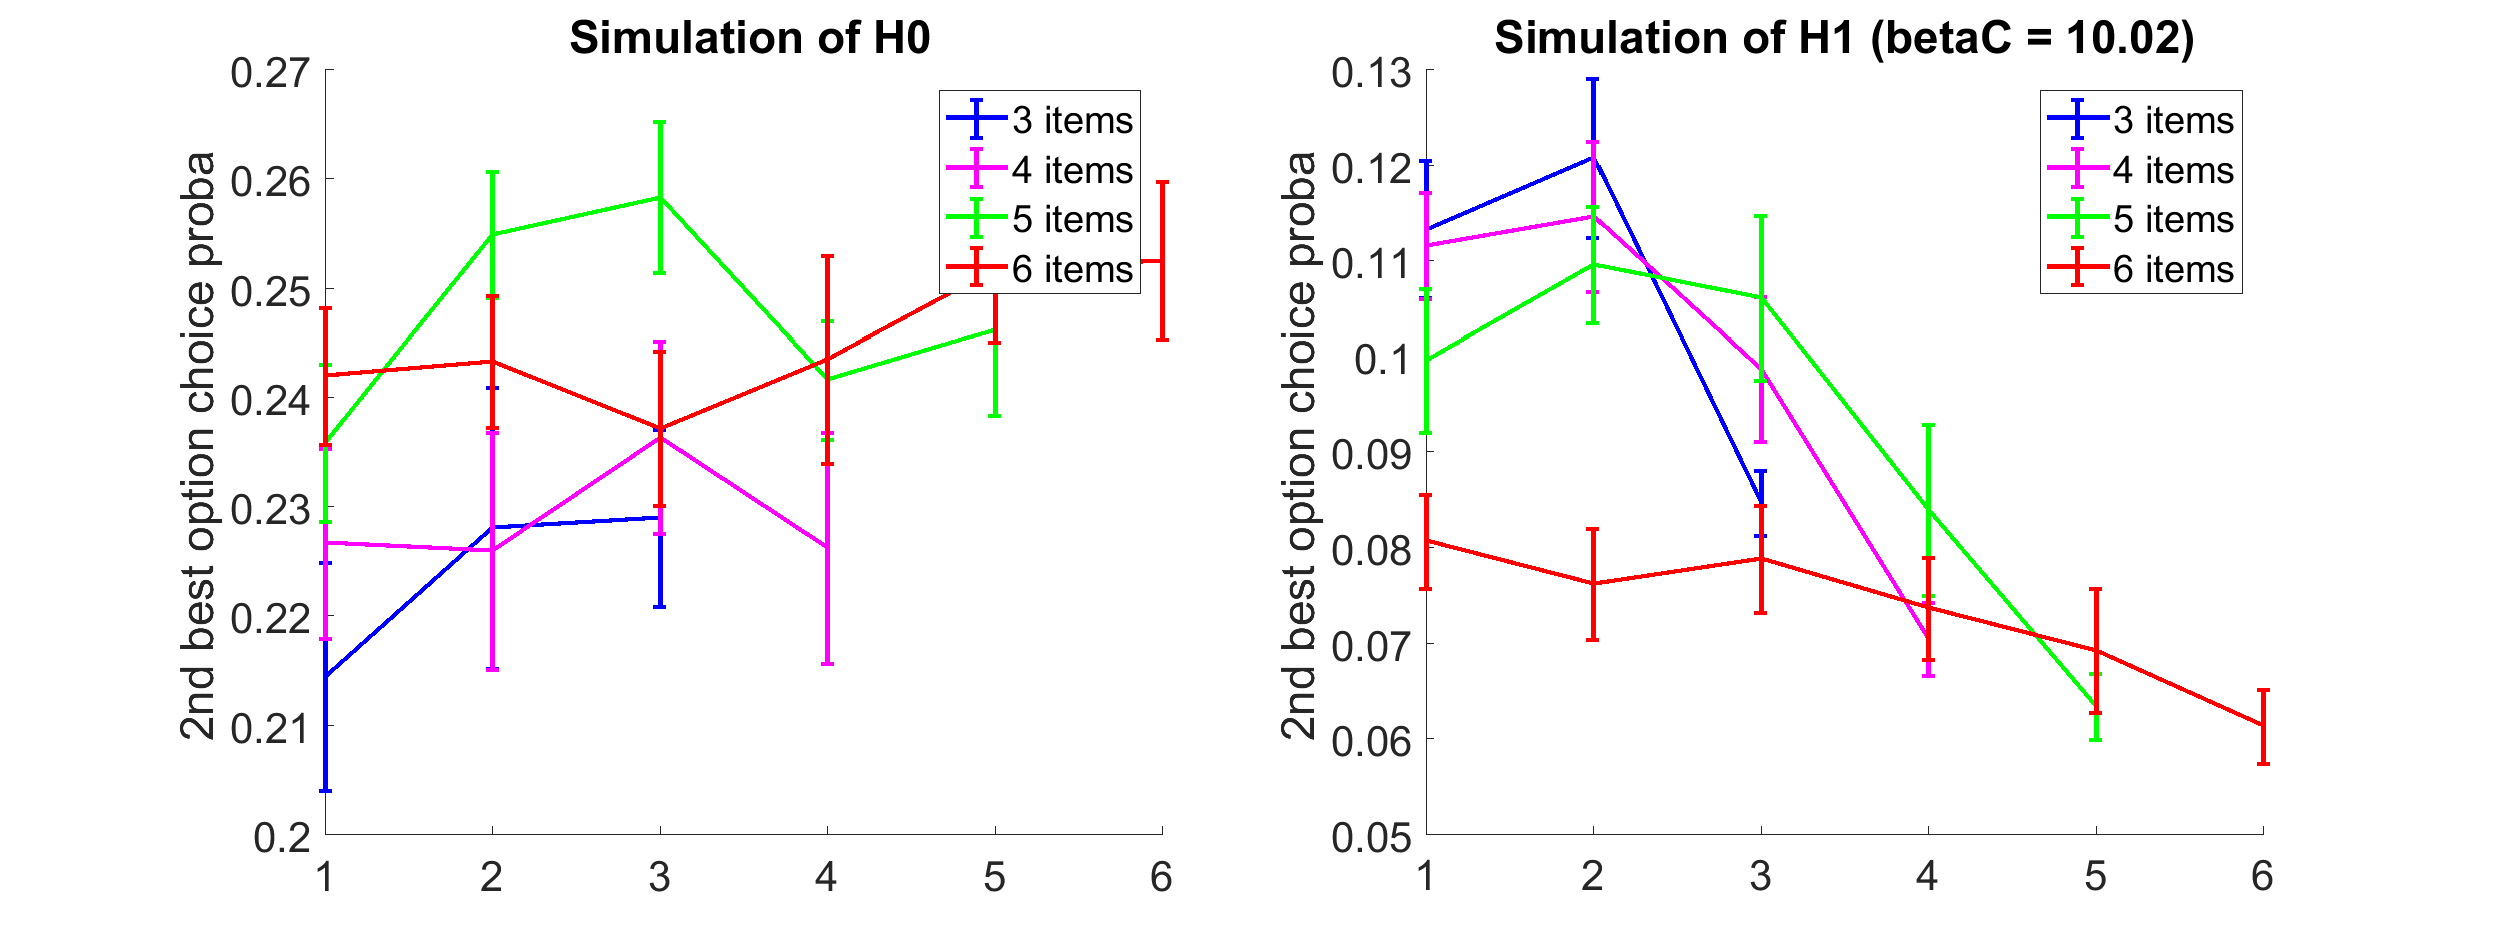 Simulation of H0
2nd best option choice proba
0.27
0.26
0.25
0.24
0.23
0.22
0.21
0.2
1 2 3 4 5 6
3 items
4 items
5 items
6 items
Simulation of H1 (betaC = 10.02)
2nd best option choice proba
0.13
0.12
0.11
0.1
0.09
0.08
0.07
0.06
0.05
1 2 3 4 5 6
3 items
4 items
5 items
6 items